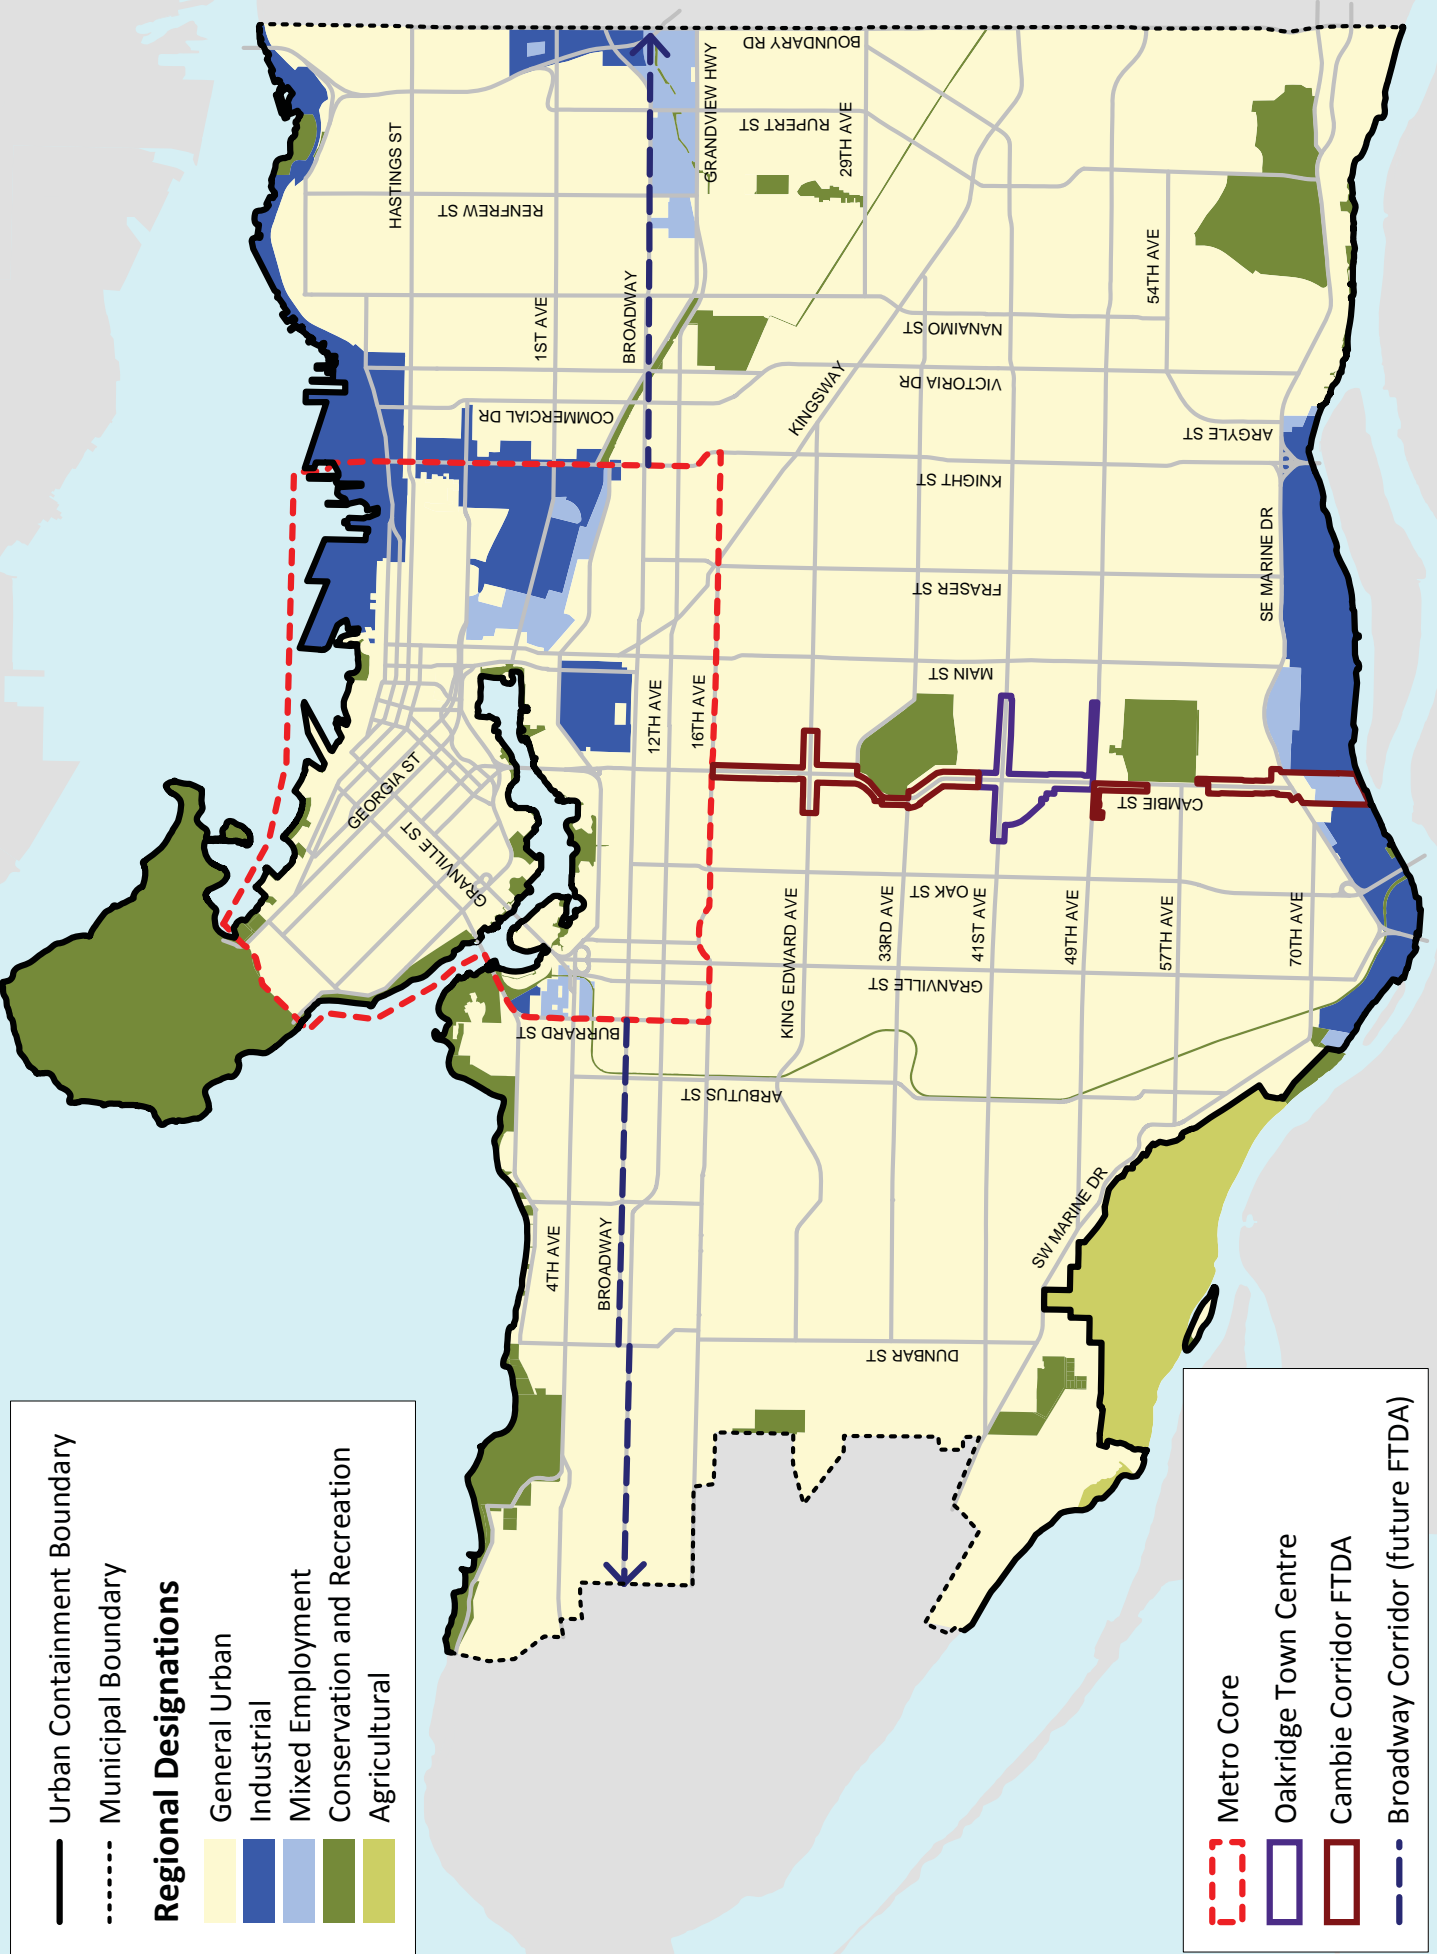 Urban Containment Boundary
Municipal Boundary
Regional Designations
General Urban
Industrial
Mixed Employment
Conservation and Recreation
Agricultural
Metro Core
Oakridge Town Centre
Cambie Corridor FTDA
Broadway Corridor (future FTDA)
4TH AVE
BROADWAY
DUNBAR ST
SW MARINE DR
ARBUTUS ST
BURRARD ST
GRANVILLE ST
GEORGIA ST
GRANVILLE ST
KING EDWARD AVE
33RD AVE
41ST AVE
49TH AVE
57TH AVE
70TH AVE
OAK ST
CAMBIE ST
12TH AVE
16TH AVE
MAIN ST
FRASER ST
SE MARINE DR
KNIGHT ST
ARGYLE ST
COMMERCIAL DR
KINGSWAY
VICTORIA DR
1ST AVE
BROADWAY
NANAIMO ST
54TH AVE
HASTINGS ST
RENFREW ST
GRANDVIEW HWY
RUPERT ST
29TH AVE
BOUNDARY RD